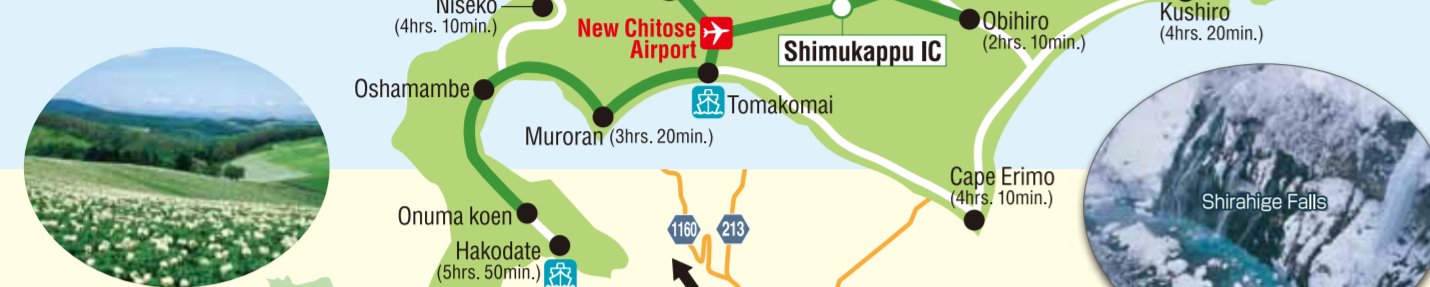 Niseko
(4hrs. 10min.)
New Chitose
Airport
Shimukappu IC
Obihiro
(2hrs. 10min.)
Kushiro
(4hrs. 20min.)
Oshamambe
Tomakomai
Muroran (3hrs. 20min.)
Cape Erimo
(4hrs. 10min.)
Shirahige Falls
Onuma koen
1160
213
Hakodate
(5hrs. 50min.)